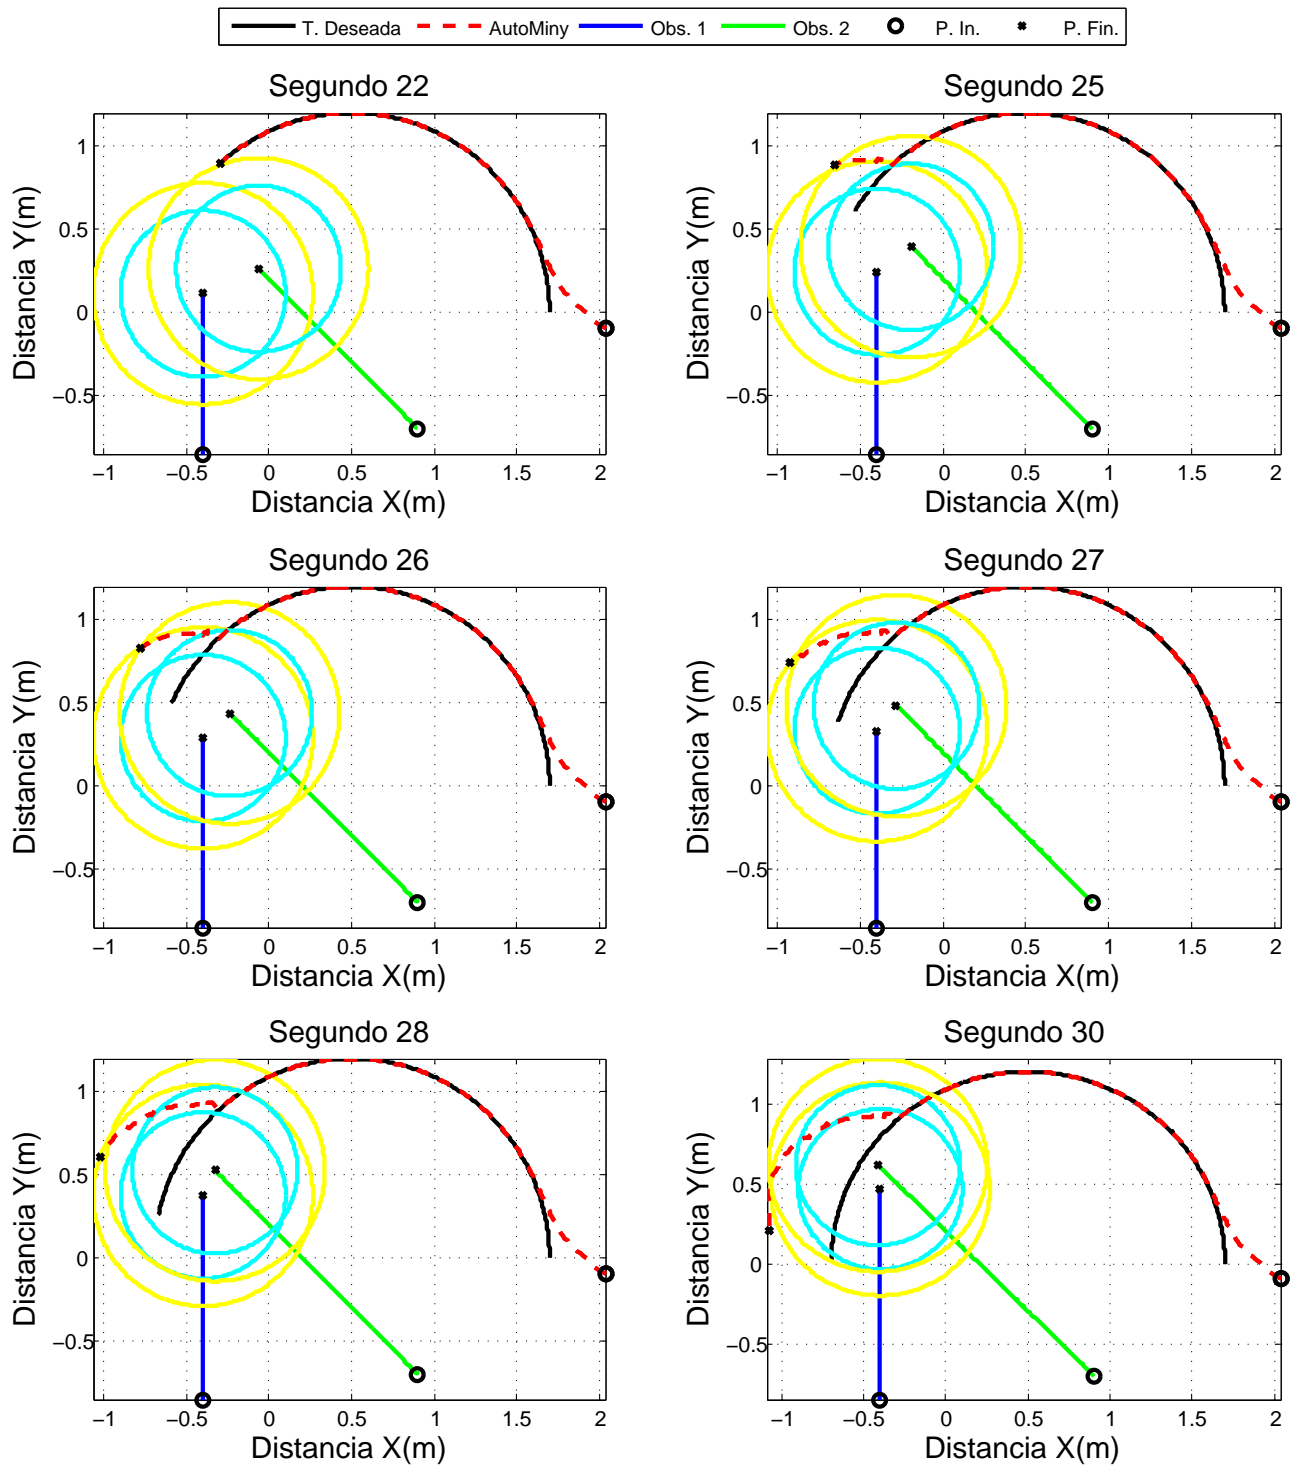 T. Deseada AutoMiny Obs. 1 Obs. 2 P. In. P. Fin.
Segundo 22
Distancia Y(m)
1
0.5
0
−0.5
−1 −0.5 0 0.5 1 1.5 2
Distancia X(m)
Segundo 25
Distancia Y(m)
1
0.5
0
−0.5
−1 −0.5 0 0.5 1 1.5 2
Distancia X(m)
Segundo 26
Distancia Y(m)
1
0.5
0
−0.5
−1 −0.5 0 0.5 1 1.5 2
Distancia X(m)
Segundo 27
Distancia Y(m)
1
0.5
0
−0.5
−1 −0.5 0 0.5 1 1.5 2
Distancia X(m)
Segundo 28
Distancia Y(m)
1
0.5
0
−0.5
−1 −0.5 0 0.5 1 1.5 2
Distancia X(m)
Segundo 30
Distancia Y(m)
1
0.5
0
−0.5
−1 −0.5 0 0.5 1 1.5 2
Distancia X(m)